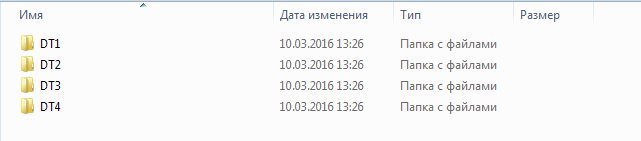 Имя Дата изменения Тип Размер
DT1 10.03.2016 13:26 Папка с файлами
DT2 10.03.2016 13:26 Папка с файлами
DT3 10.03.2016 13:26 Папка с файлами
DT4 10.03.2016 13:26 Папка с файлами